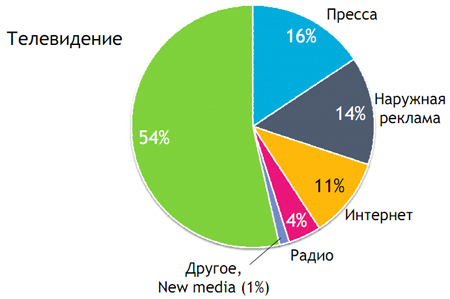 Телевидение
Пресса
16%
Наружная
реклама
14%
54%
11%
Интернет
4%
Радио
Другое,
New media (1%)